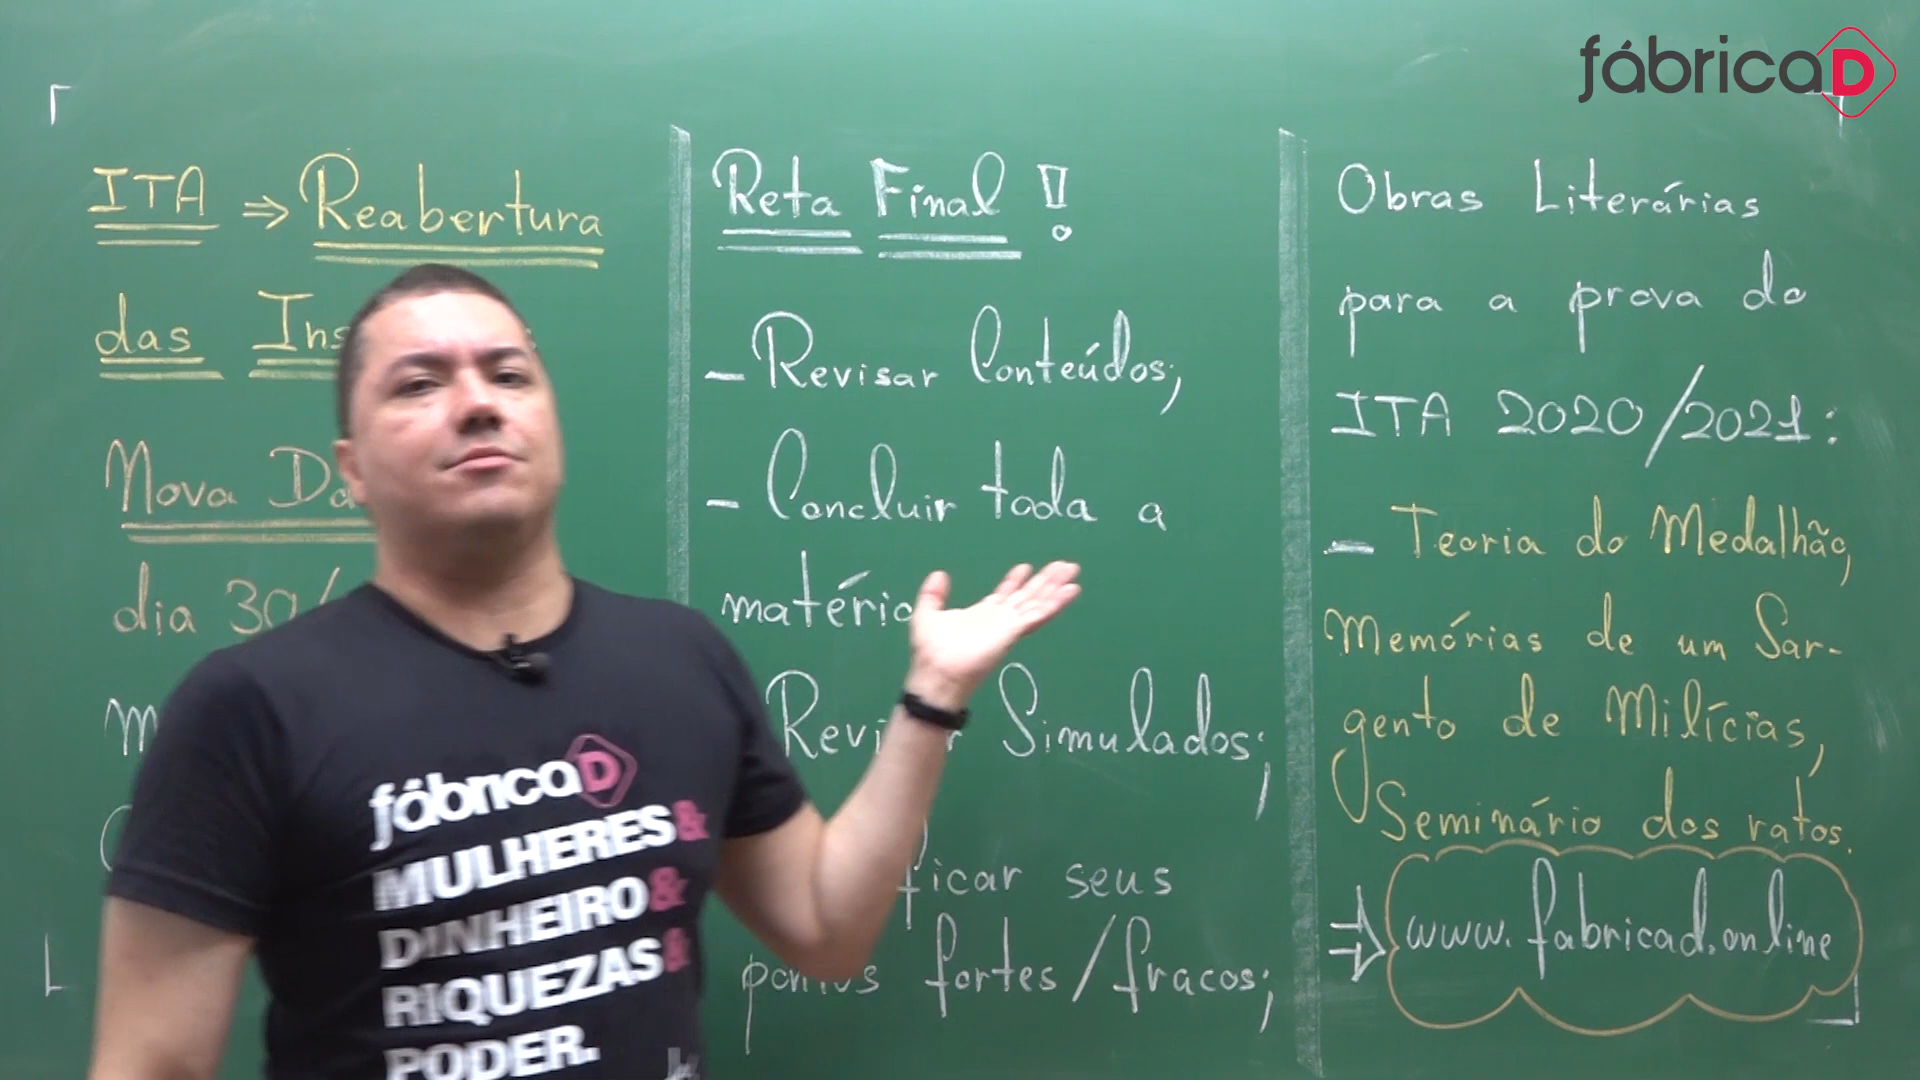 fábricaD
ITA ⇒ Reabertura
das
Nova
dia 30/
Reta Final !
- Revisar Conteúdos;
- Concluir toda a
matéria
Simulados;
seus
pontos fortes/fracos;
Obras Literárias
para a prova do
ITA 2020/2021:
- Teoria do Medalhão,
Memórias de um Sar-
gento de Milícias,
Seminário dos ratos.
⇒ www.fabricad.online
fábricaD
MULHERES&
DINHEIRO&
RIQUEZAS&
PODER.